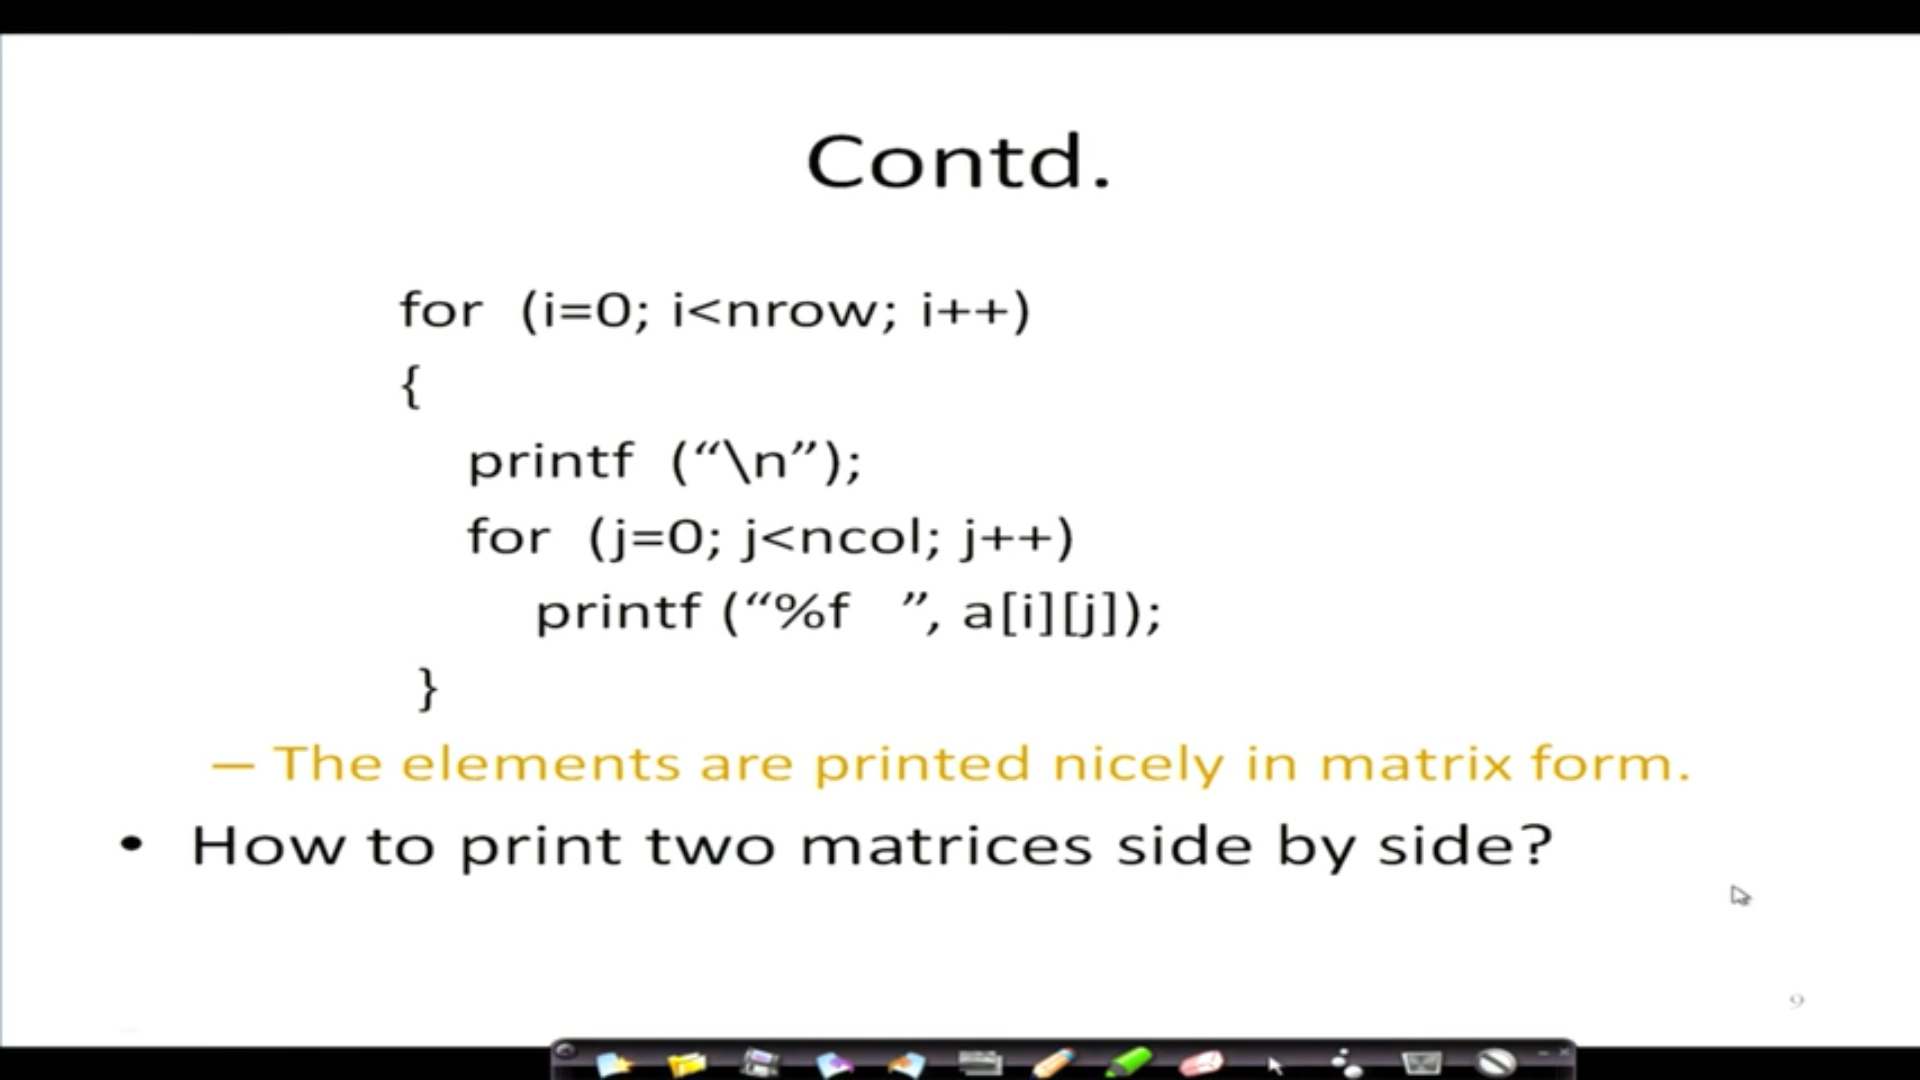 Contd.
for (i=0; i<nrow; i++)
{
printf (“\n”);
for (j=0; j<ncol; j++)
printf (“%f ”, a[i][j]);
}
– The elements are printed nicely in matrix form.
• How to print two matrices side by side?
9